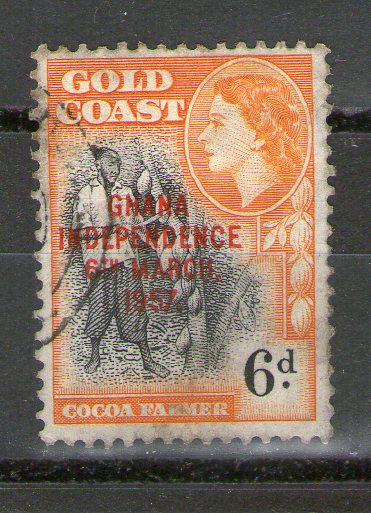 GOLD
COAST
GHANA
INDEPENDENCE
6TH MARCH,
1957.
6d.
COCOA FARMER